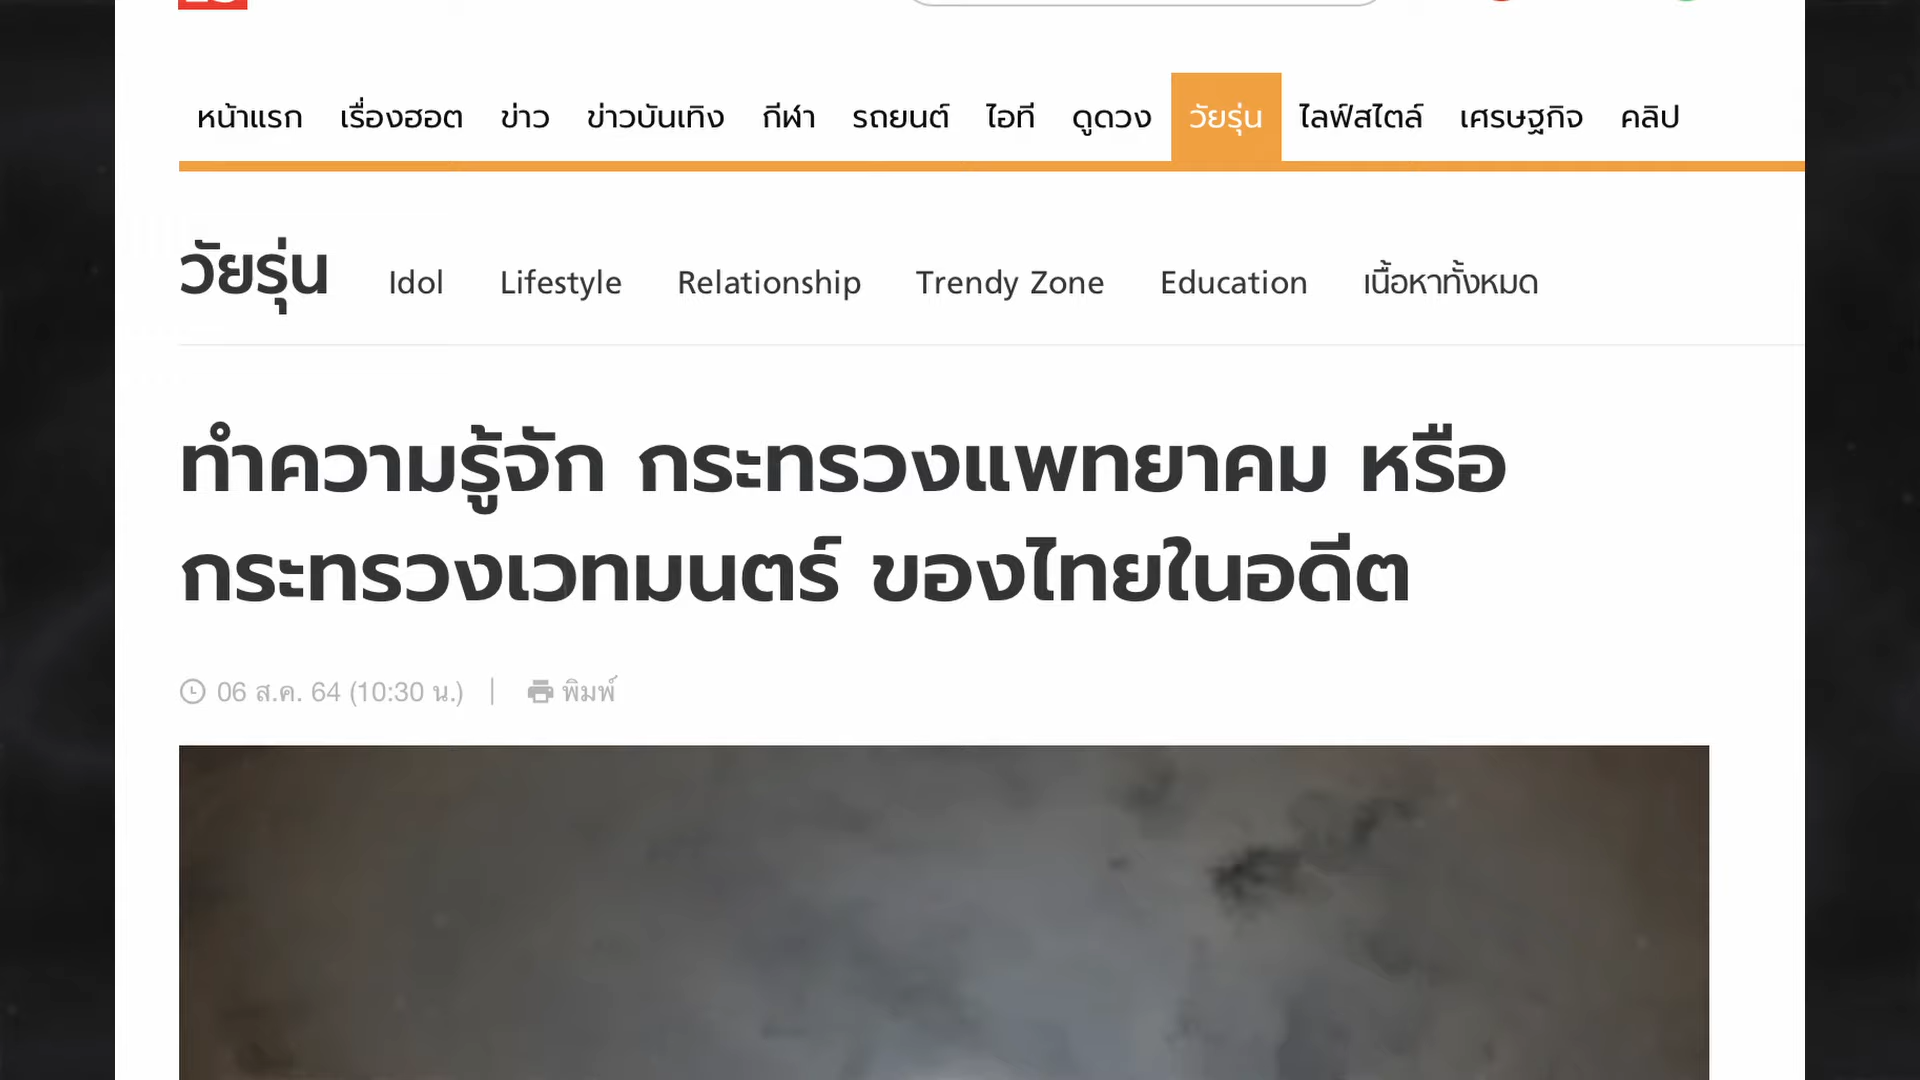 หน้าแรก เรื่องฮอต ข่าว ข่าวบันเทิง กีฬา รถยนต์ ไอที ดูดวง วัยรุ่น ไลฟ์สไตล์ เศรษฐกิจ คลิป
วัยรุ่น Idol Lifestyle Relationship Trendy Zone Education เนื้อหาทั้งหมด
ทำความรู้จัก กระทรวงแพทยาคม หรือ
กระทรวงเวทมนตร์ ของไทยในอดีต
06 ส.ค. 64 (10:30 น.) | พิมพ์